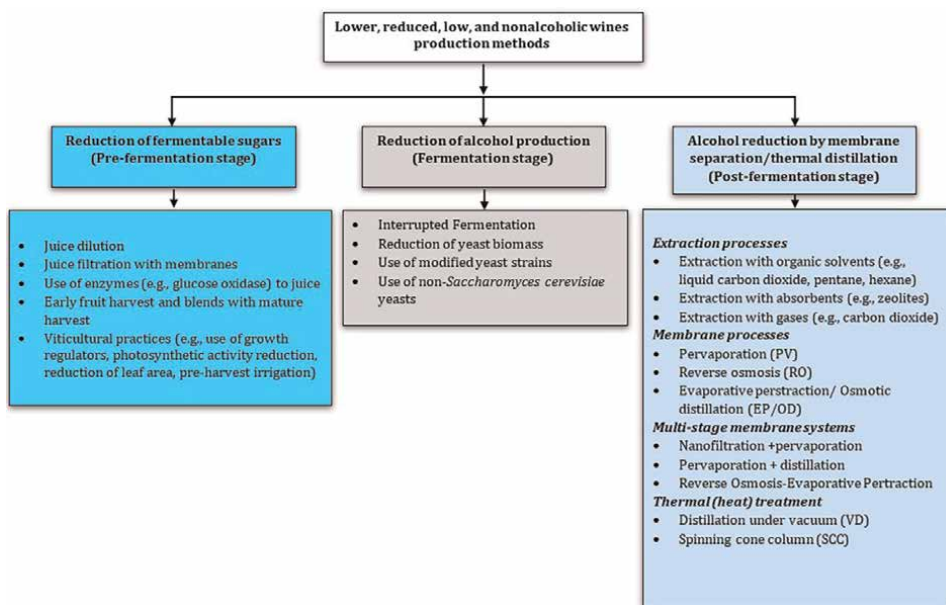 Lower, reduced, low, and nonalcoholic wines
production methods
Reduction of fermentable sugars
(Pre-fermentation stage)
Reduction of alcohol production
(Fermentation stage)
Alcohol reduction by membrane
separation/thermal distillation
(Post-fermentation stage)
• Juice dilution
• Juice filtration with membranes
• Use of enzymes (e.g., glucose oxidase) to juice
• Early fruit harvest and blends with mature
harvest
• Viticultural practices (e.g., use of growth
regulators, photosynthetic activity reduction,
reduction of leaf area, pre-harvest irrigation)
• Interrupted Fermentation
• Reduction of yeast biomass
• Use of modified yeast strains
• Use of non-Saccharomyces cerevisiae
yeasts
Extraction processes
• Extraction with organic solvents (e.g.,
liquid carbon dioxide, pentane, hexane)
• Extraction with absorbents (e.g., zeolites)
• Extraction with gases (e.g., carbon dioxide)
Membrane processes
• Pervaporation (PV)
• Reverse osmosis (RO)
• Evaporative perstraction/ Osmotic
distillation (EP/OD)
Multi-stage membrane systems
• Nanofiltration +pervaporation
• Pervaporation + distillation
• Reverse Osmosis-Evaporative Pertraction
Thermal (heat) treatment
• Distillation under vacuum (VD)
• Spinning cone column (SCC)